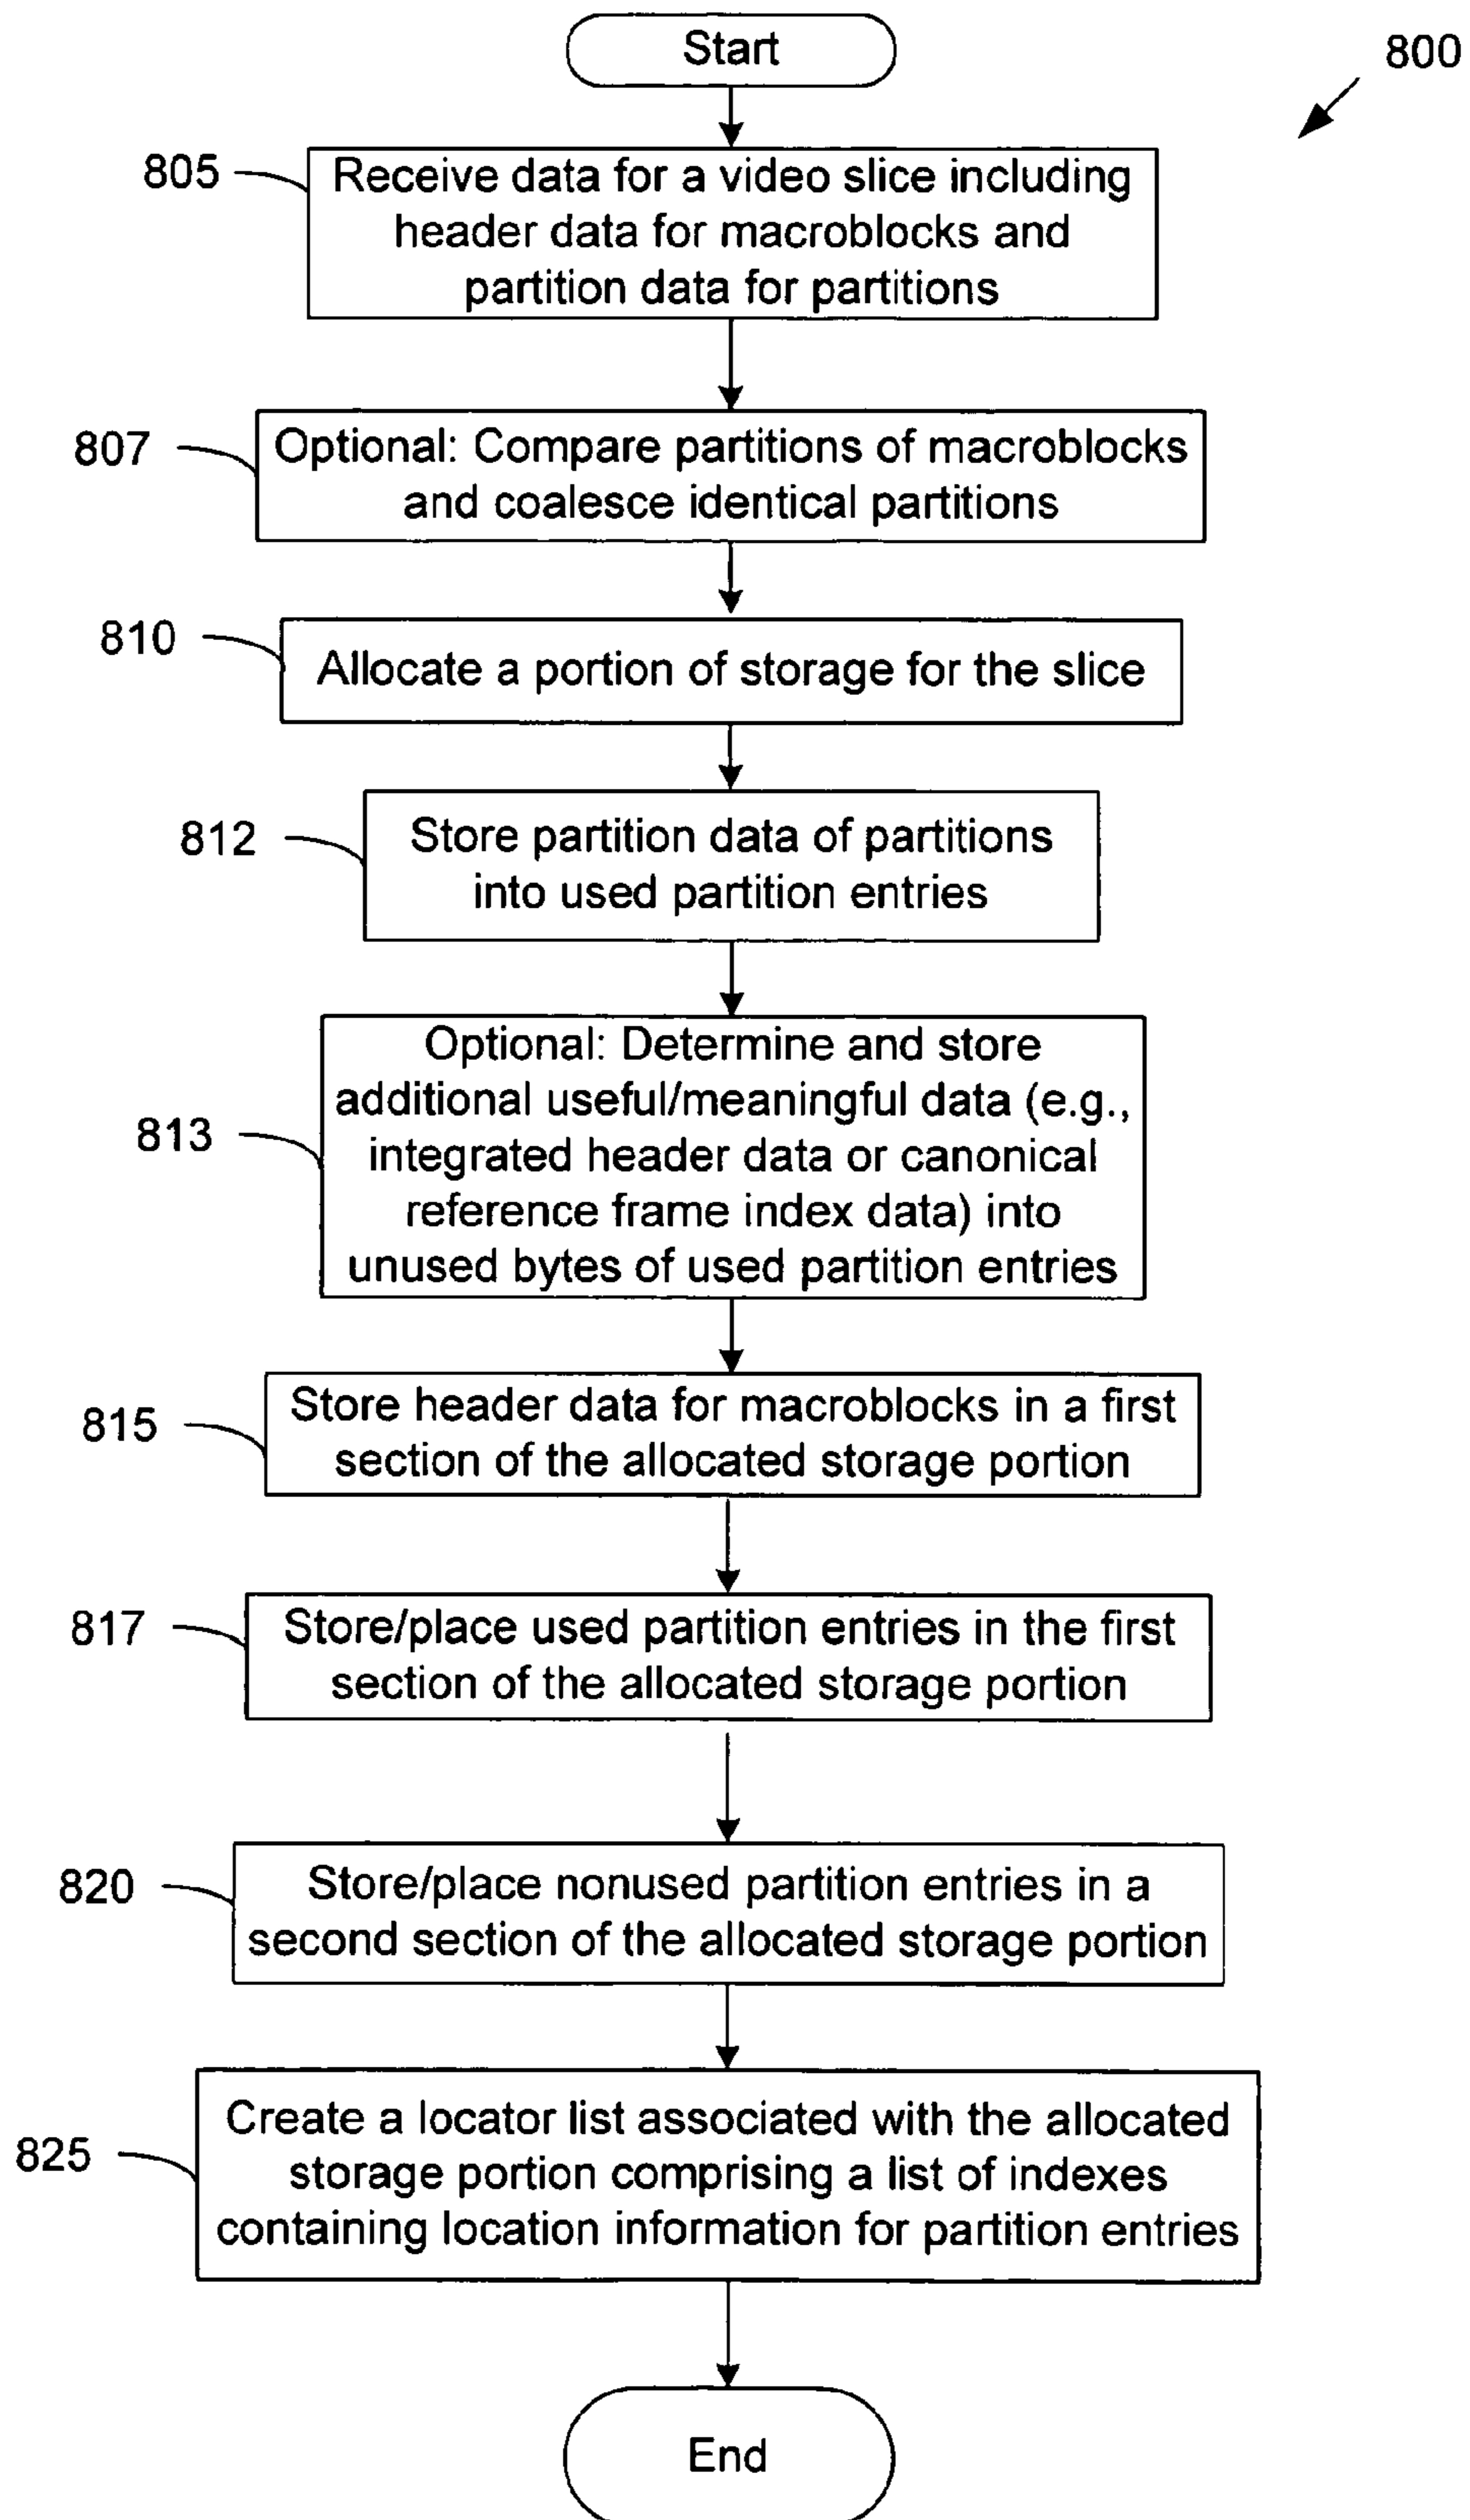 Start
800
805
Receive data for a video slice including
header data for macroblocks and
partition data for partitions
807
Optional: Compare partitions of macroblocks
and coalesce identical partitions
810
Allocate a portion of storage for the slice
812
Store partition data of partitions
into used partition entries
813
Optional: Determine and store
additional useful/meaningful data (e.g.,
integrated header data or canonical
reference frame index data) into
unused bytes of used partition entries
815
Store header data for macroblocks in a first
section of the allocated storage portion
817
Store/place used partition entries in the first
section of the allocated storage portion
820
Store/place nonused partition entries in a
second section of the allocated storage portion
825
Create a locator list associated with the allocated
storage portion comprising a list of indexes
containing location information for partition entries
End